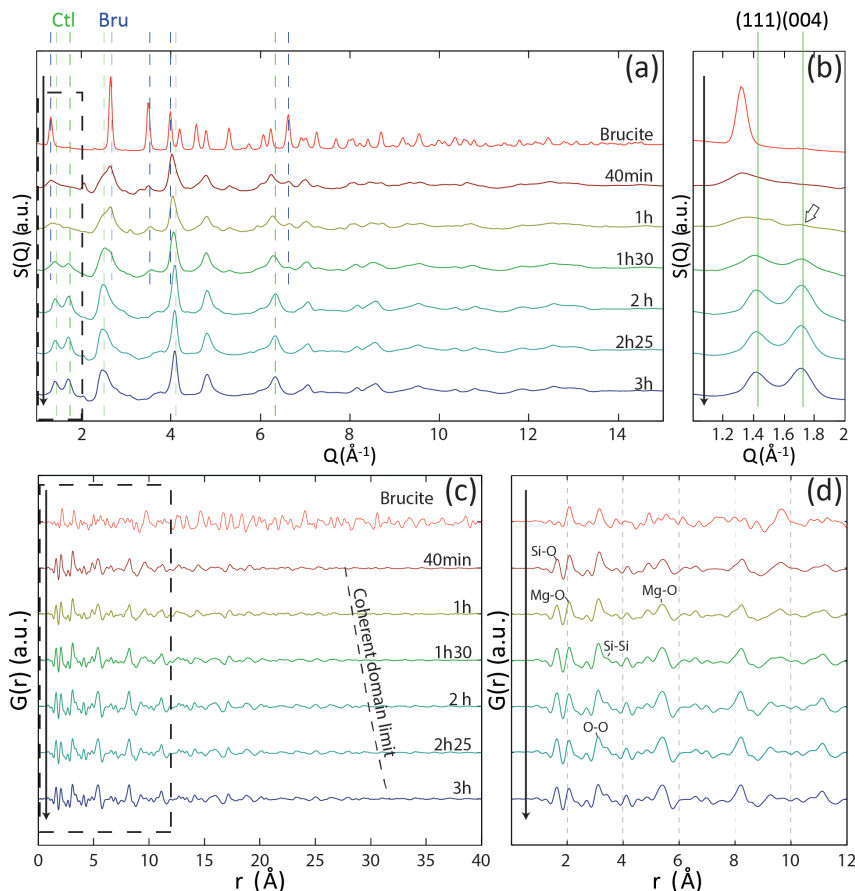 Ctl Bru (111)(004)
(a) (b)
Brucite
40min
1h
1h30
2 h
2h25
3h
S(Q) (a.u.)
2 4 6 8 10 12 14
Q(Å-1)
S(Q) (a.u.)
1.2 1.4 1.6 1.8 2
Q(Å-1)
(c) (d)
Brucite
40min
1h
1h30
2 h
2h25
3h
Coherent domain limit
G(r) (a.u.)
0 5 10 15 20 25 30 35 40
r (Å)
Si-O
Mg-O Mg-O
Si-Si
O-O
G(r) (a.u.)
2 4 6 8 10 12
r (Å)